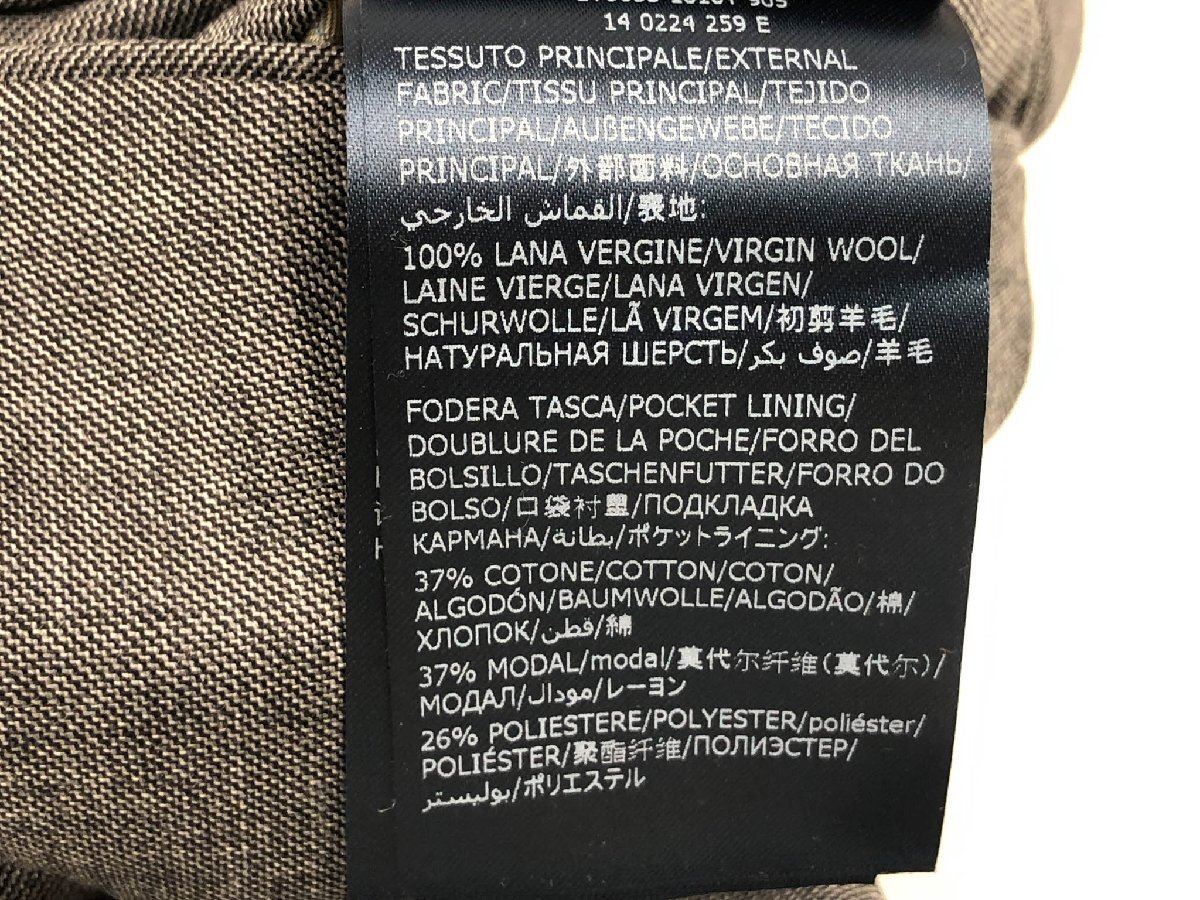 14 0224 259 E
TESSUTO PRINCIPALE/EXTERNAL
FABRIC/TISSU PRINCIPAL/TEJIDO
PRINCIPAL/AUßENGEWEBE/TECIDO
PRINCIPAL/外部面料/ОСНОВНАЯ ТКАНЬ/
القماش الخارجي/表地:
100% LANA VERGINE/VIRGIN WOOL/
LAINE VIERGE/LANA VIRGEN/
SCHURWOLLE/LÃ VIRGEM/初剪羊毛/
НАТУРАЛЬНАЯ ШЕРСТЬ/صوف بكر/羊毛
FODERA TASCA/POCKET LINING/
DOUBLURE DE LA POCHE/FORRO DEL
BOLSILLO/TASCHENFUTTER/FORRO DO
BOLSO/口袋衬里/ПОДКЛАДКА
КАРМАНА/بطانة/ポケットライニング:
37% COTONE/COTTON/COTON/
ALGODÓN/BAUMWOLLE/ALGODÃO/棉/
ХЛОПОК/قطن/綿
37% MODAL/modal/莫代尔纤维(莫代尔)/
МОДАЛ/مودال/レーヨン
26% POLIESTERE/POLYESTER/poliéster/
POLIÉSTER/聚酯纤维/ПОЛИЭСТЕР/
بوليستر/ポリエステル